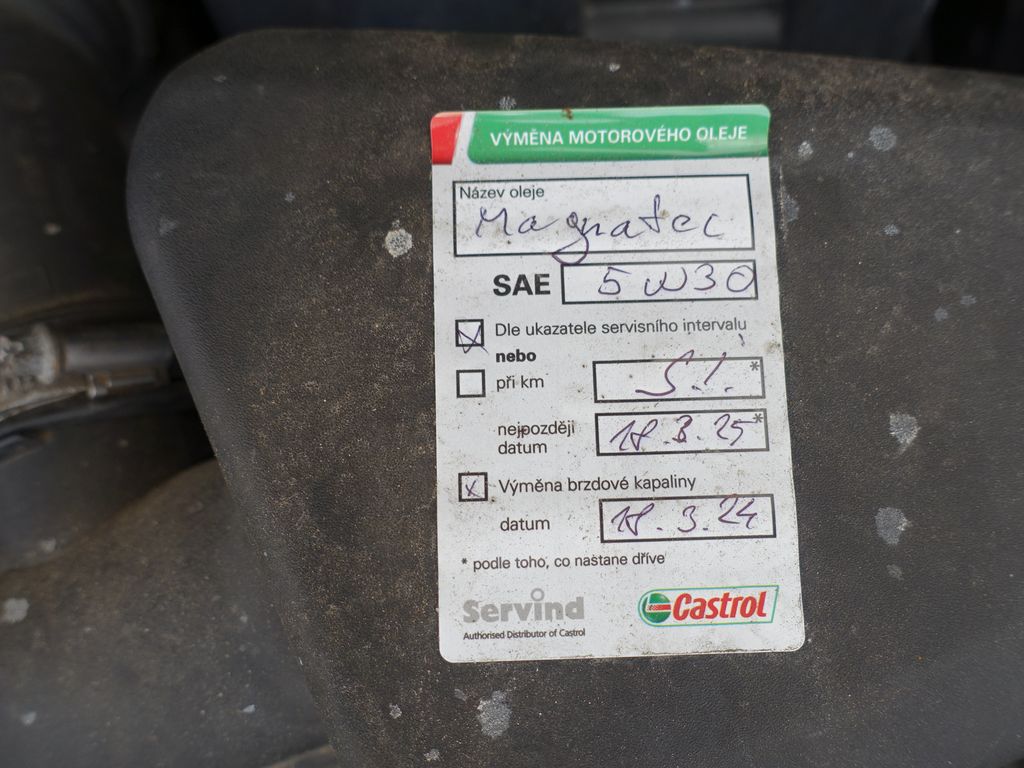 VÝMĚNA MOTOROVÉHO OLEJE
Název oleje
Magnatec
SAE 5W30
Dle ukazatele servisního intervalu
nebo
při km S.I. *
nejpozději
datum 18.3.25 *
x Výměna brzdové kapaliny
datum 18.3.24
* podle toho, co nastane dříve
Servind
Authorised Distributor of Castrol
Castrol